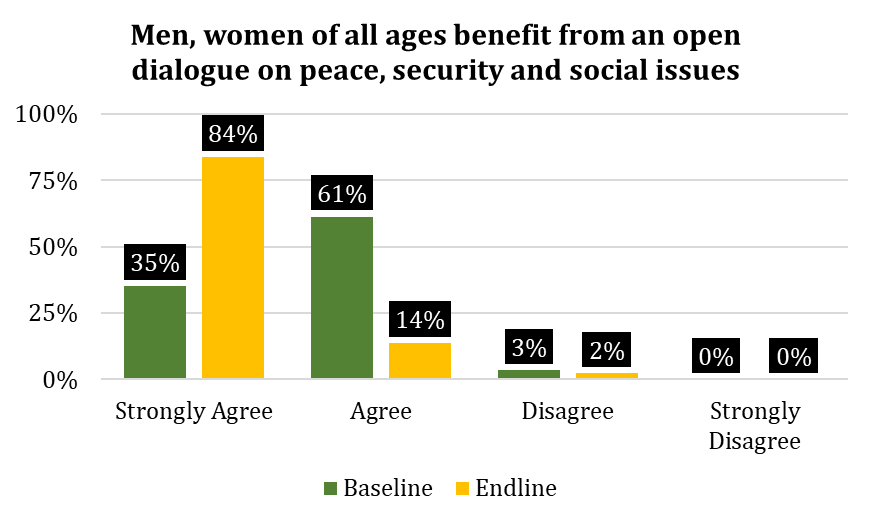 Men, women of all ages benefit from an open
dialogue on peace, security and social issues
100%
75%
50%
25%
0%
35%
84%
61%
14%
3%
2%
0%
0%
Strongly Agree
Agree
Disagree
Strongly
Disagree
Baseline
Endline